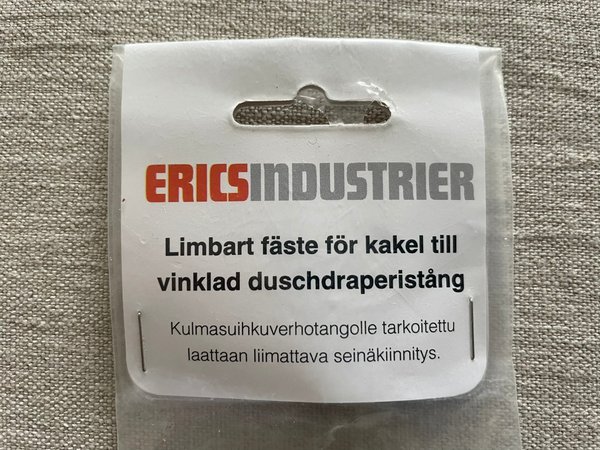 ERICSINDUSTRIER
Limbart fäste för kakel till
vinklad duschdraperistång
Kulmasuihkuverhotangolle tarkoitettu
laattaan liimattava seinäkiinnitys.